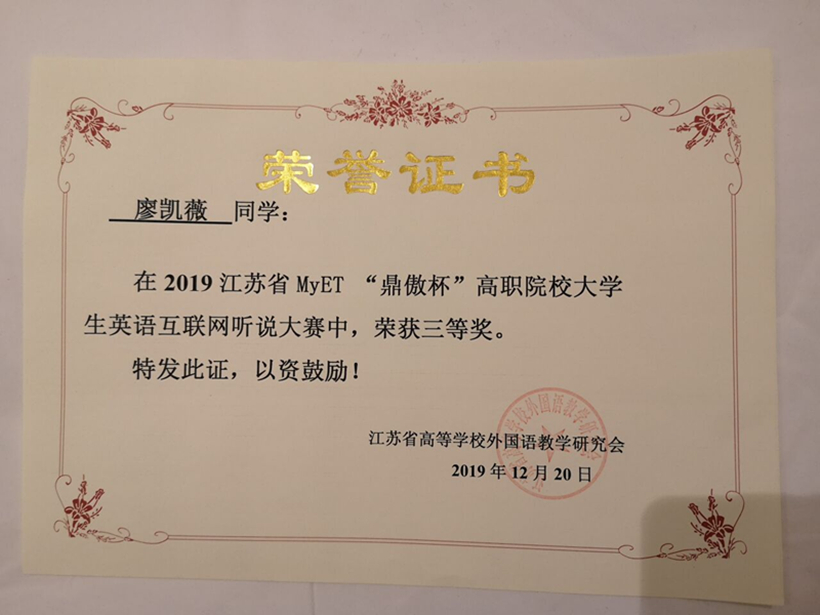 荣誉证书
廖凯薇 同学：
在 2019 江苏省 MyET “鼎傲杯”高职院校大学
生英语互联网听说大赛中，荣获三等奖。
特发此证，以资鼓励！
江苏省高等学校外国语教学研究会
2019 年 12 月 20 日